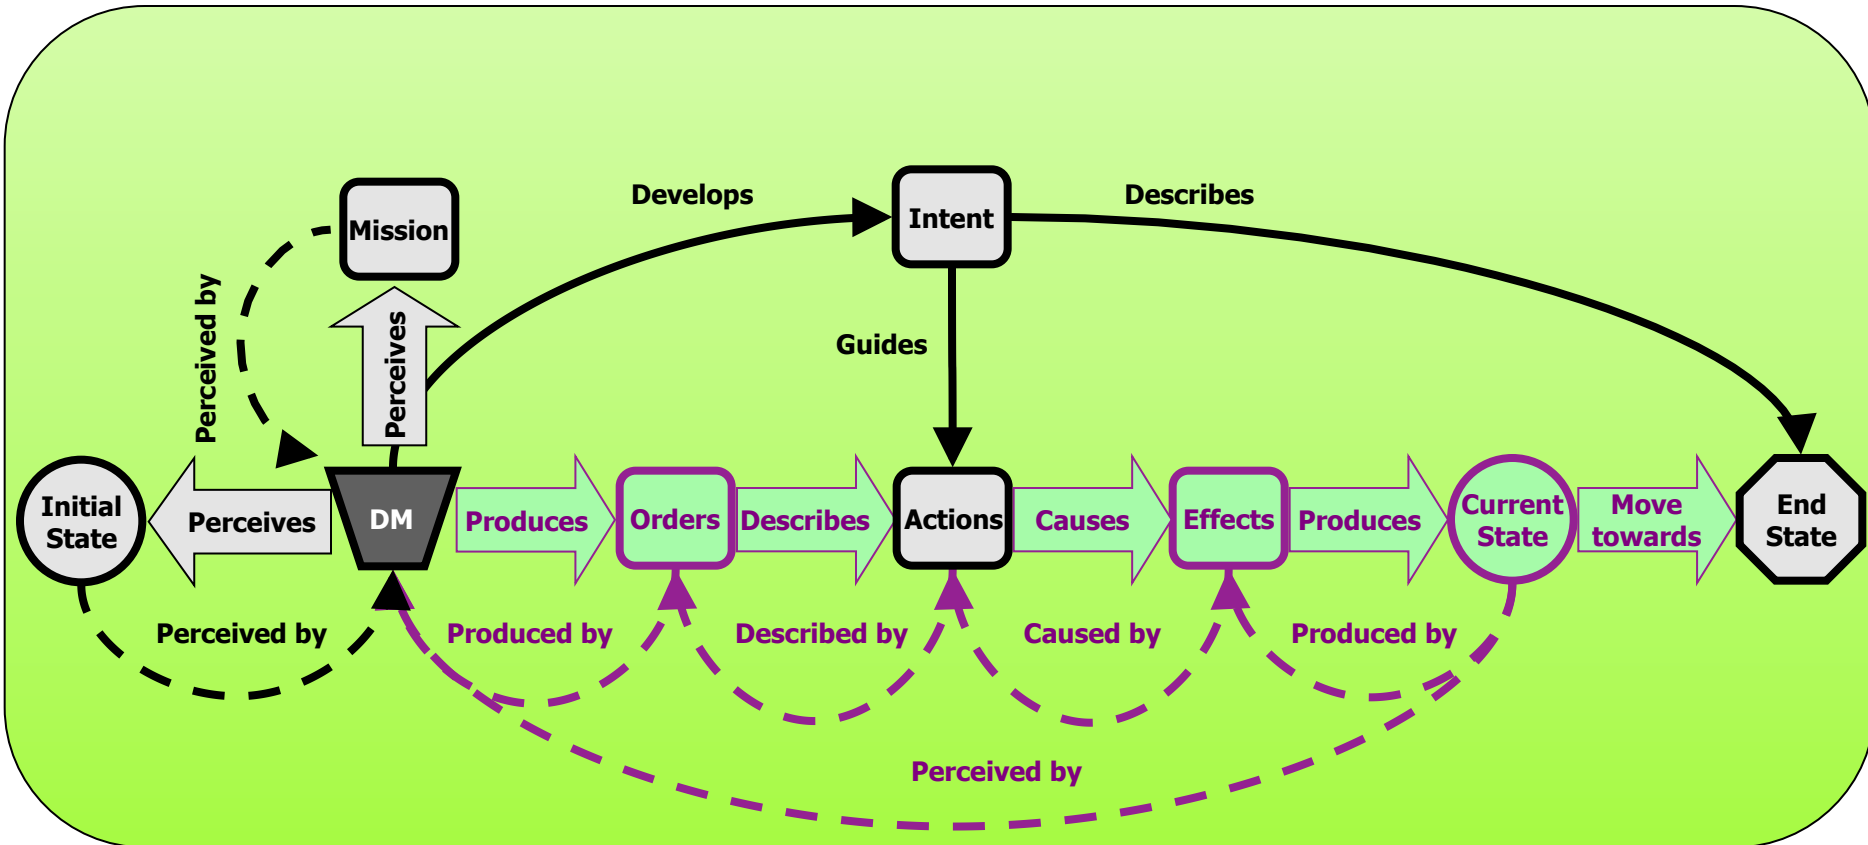 Develops
Describes
Mission
Intent
Perceived by
Perceives
Guides
Initial
State
Perceives
DM
Produces
Orders
Describes
Actions
Causes
Effects
Produces
Current
State
Move
towards
End
State
Perceived by
Produced by
Described by
Caused by
Produced by
Perceived by